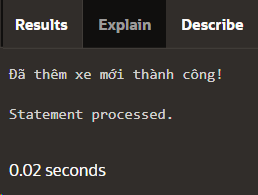 Results Explain Describe
Đã thêm xe mới thành công!
Statement processed.
0.02 seconds